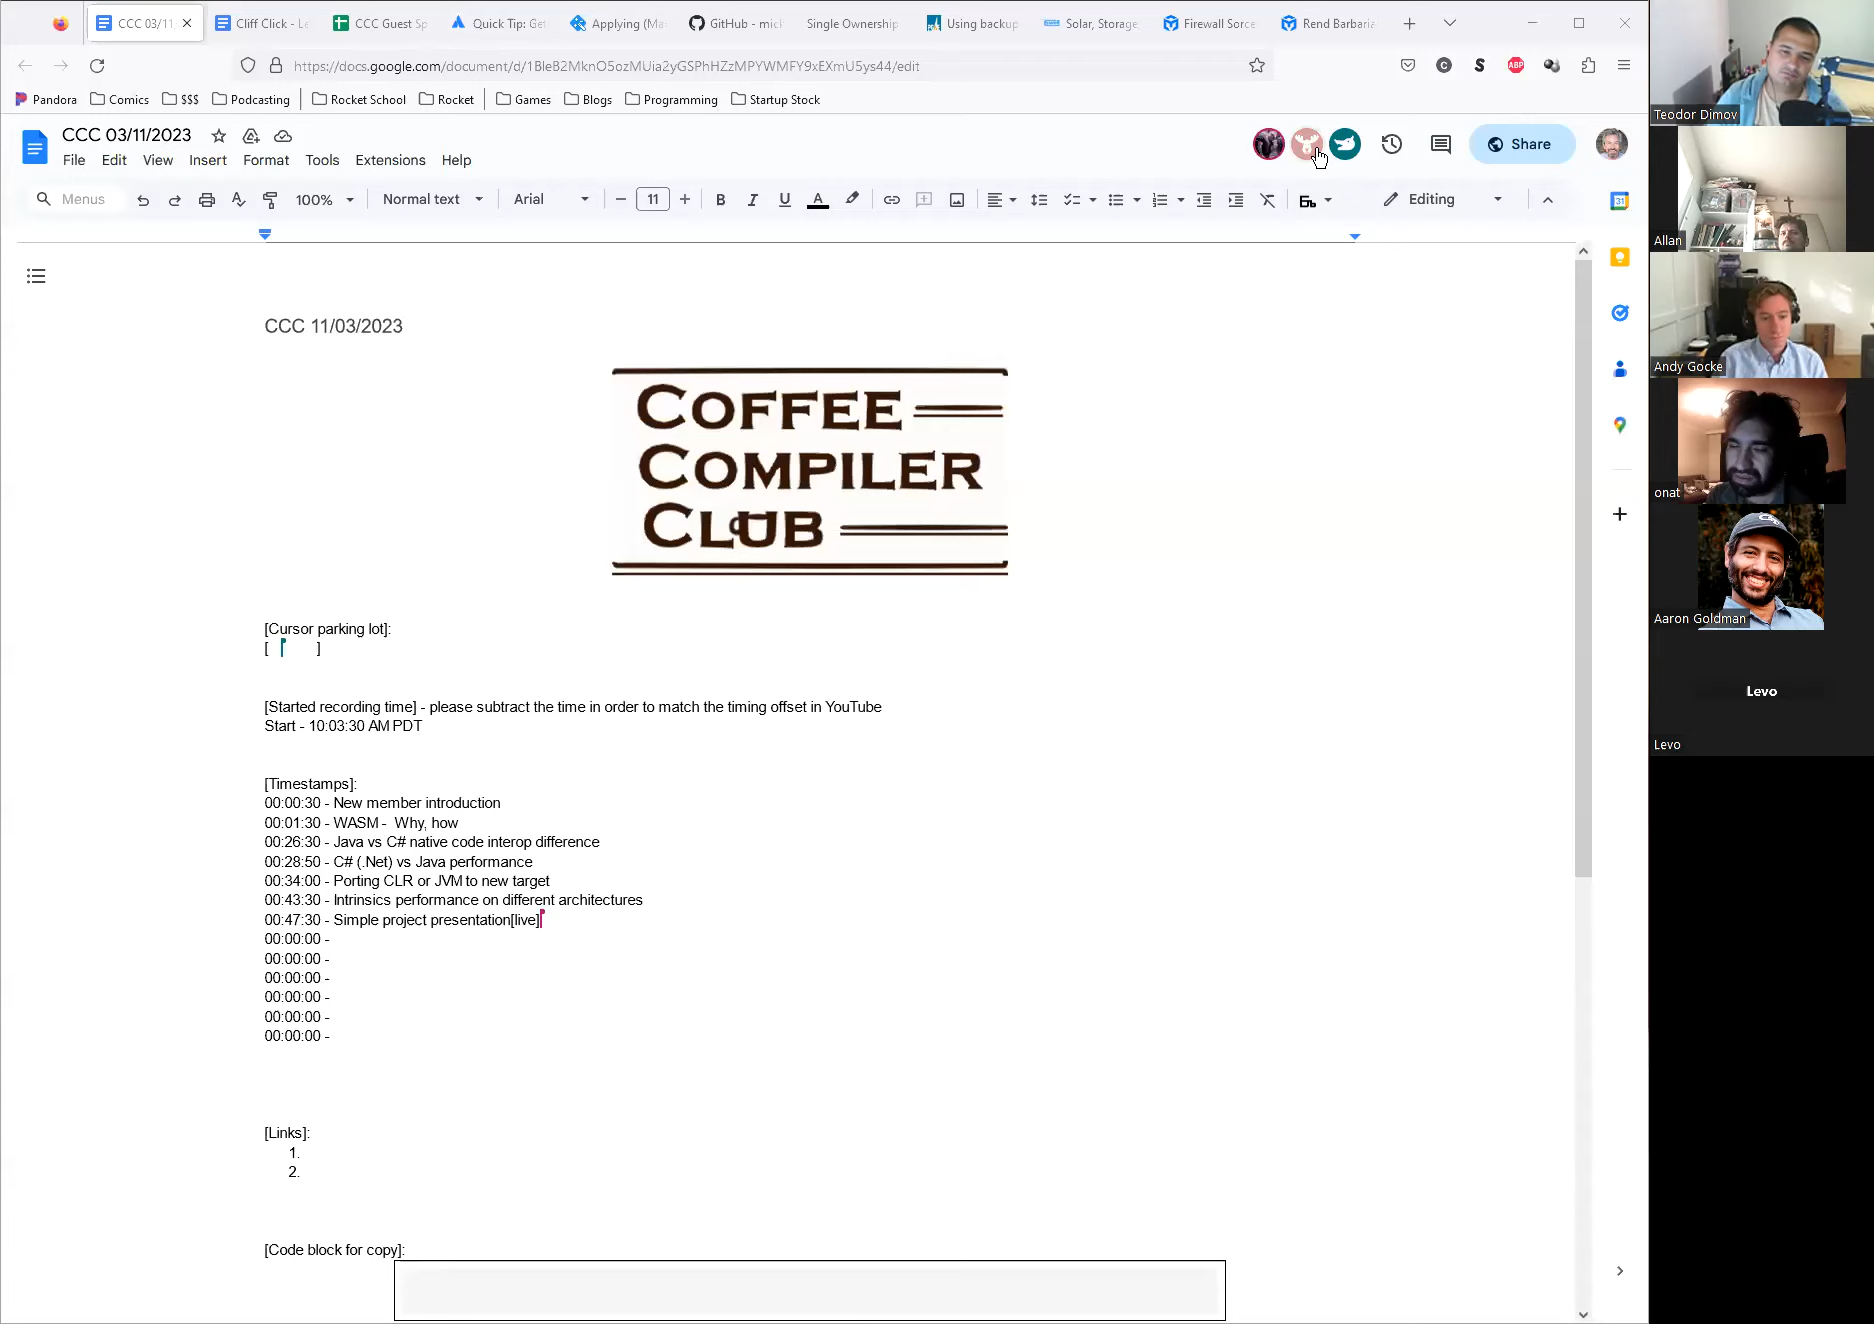 CCC 03/11
Cliff Click - Le
CCC Guest Sp
Quick Tip: Get
Applying (Ma
GitHub - mic
Single Ownership
Using backup
Solar, Storage,
Firewall Sorce
Rend Barbaria
https://docs.google.com/document/d/1BleB2MknO5ozMUia2yGSPhHZzMPYWMFY9xEXmU5ys44/edit
ABP
Pandora
Comics
$$$
Podcasting
Rocket School
Rocket
Games
Blogs
Programming
Startup Stock
CCC 03/11/2023
File Edit View Insert Format Tools Extensions Help
Share
Menus
100%
Normal text
Arial
11
B I U A
Editing
31
CCC 11/03/2023
COFFEE
COMPILER
CLUB
[Cursor parking lot]:
[ ]
[Started recording time] - please subtract the time in order to match the timing offset in YouTube
Start - 10:03:30 AM PDT
[Timestamps]:
00:00:30 - New member introduction
00:01:30 - WASM - Why, how
00:26:30 - Java vs C# native code interop difference
00:28:50 - C# (.Net) vs Java performance
00:34:00 - Porting CLR or JVM to new target
00:43:30 - Intrinsics performance on different architectures
00:47:30 - Simple project presentation[live]
00:00:00 -
00:00:00 -
00:00:00 -
00:00:00 -
00:00:00 -
00:00:00 -
[Links]:
1.
2.
[Code block for copy]:
Teodor Dimov
Allan
Andy Gocke
onat
Aaron Goldman
Levo
Levo